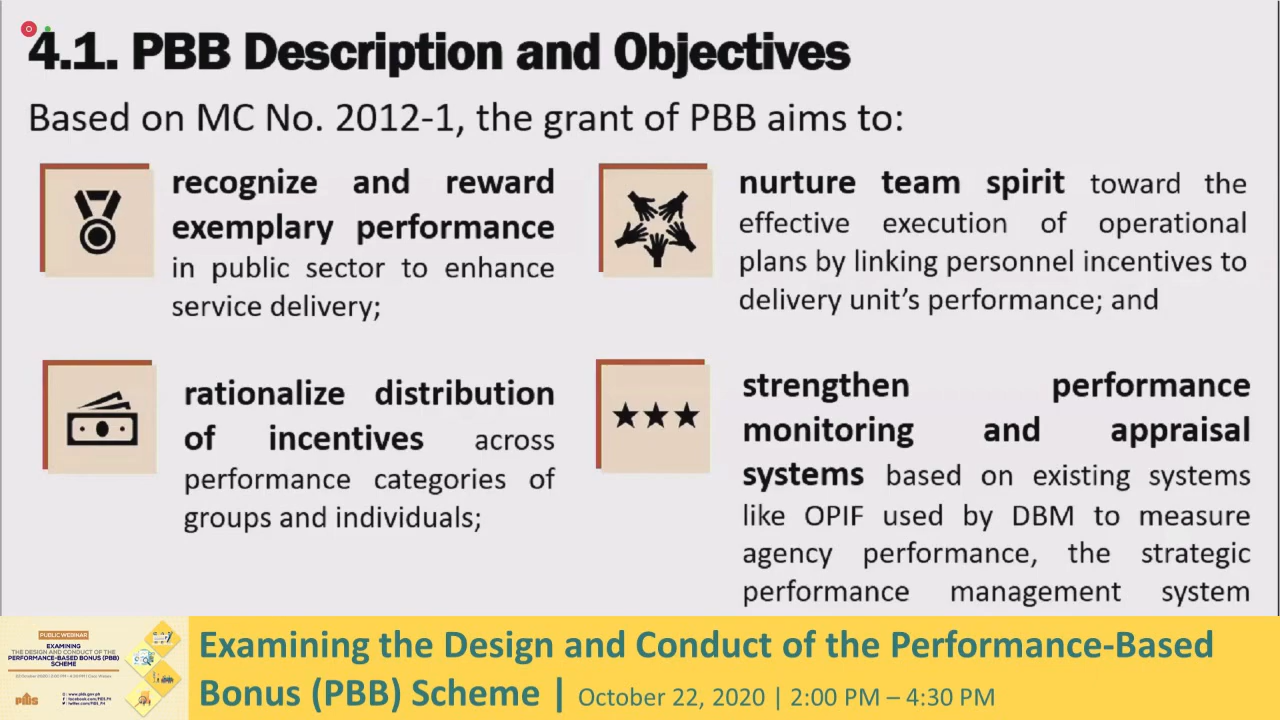 4.1. PBB Description and Objectives
Based on MC No. 2012-1, the grant of PBB aims to:
recognize and reward
exemplary performance
in public sector to enhance
service delivery;
rationalize distribution
of incentives across
performance categories of
groups and individuals;
nurture team spirit toward the
effective execution of operational
plans by linking personnel incentives to
delivery unit's performance; and
strengthen performance
monitoring and appraisal
systems based on existing systems
like OPIF used by DBM to measure
agency performance, the strategic
performance management system
PUBLIC WEBINAR
EXAMINING
THE DESIGN AND CONDUCT OF THE
PERFORMANCE-BASED BONUS (PBB)
SCHEME
Examining the Design and Conduct of the Performance-Based
Bonus (PBB) Scheme | October 22, 2020 | 2:00 PM – 4:30 PM